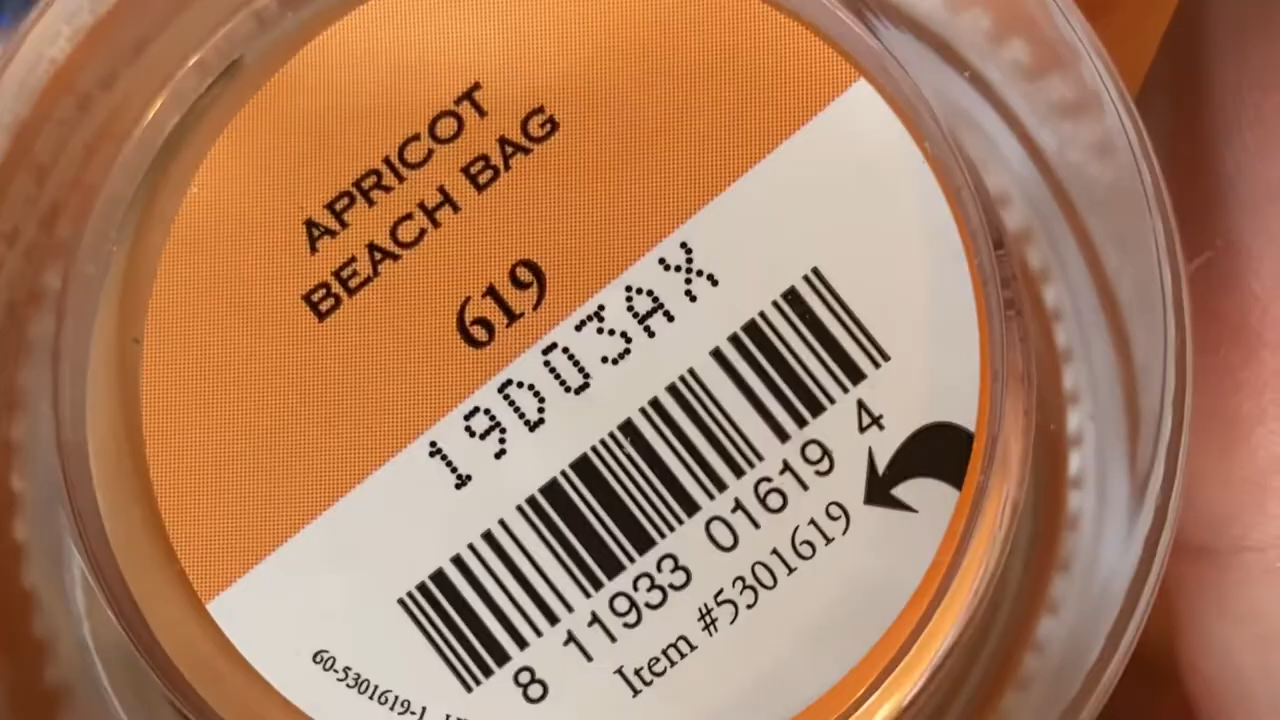 APRICOT
BEACH BAG
619
19D03AX
8 11933 01619 4
Item #5301619
60-5301619-1